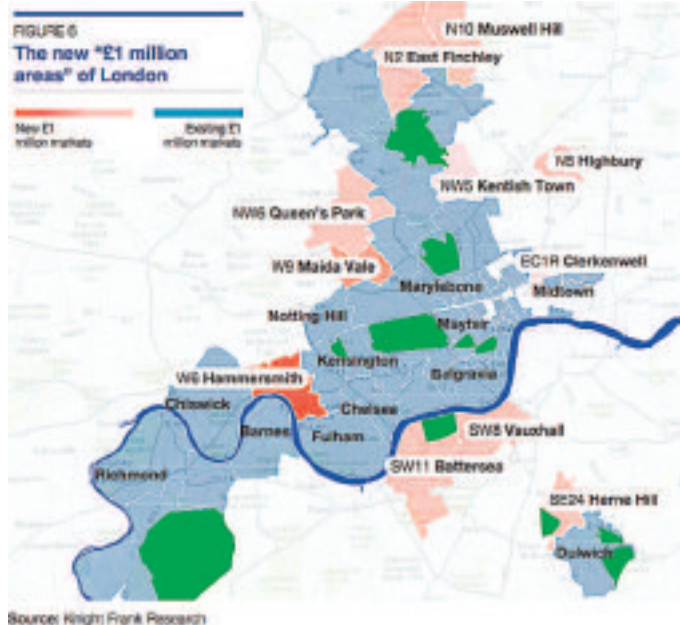 FIGURE 6
The new "£1 million
areas" of London
New £1
million markets
Existing £1
million markets
N10 Muswell Hill
N2 East Finchley
N5 Highbury
NW5 Kentish Town
NW6 Queen's Park
W9 Maida Vale
EC1R Clerkenwell
Marylebone
Midtown
Notting Hill
Mayfair
Kensington
Belgravia
W6 Hammersmith
Chiswick
Chelsea
Barnes
Fulham
SW8 Vauxhall
SW11 Battersea
Richmond
SE24 Herne Hill
Dulwich
Source: Knight Frank Research